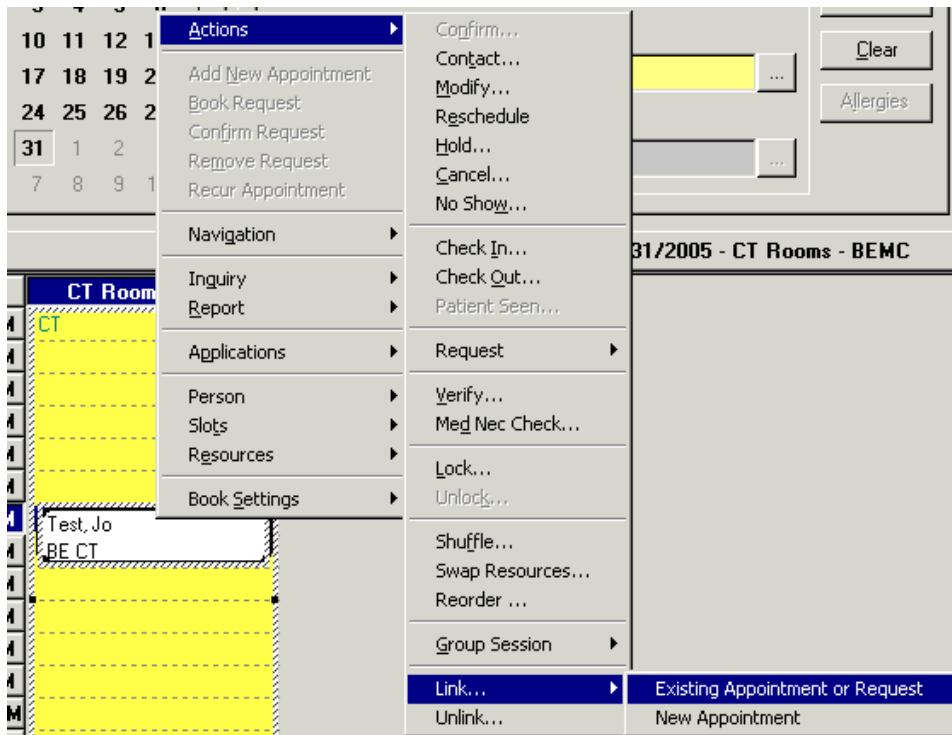 10 11 12 1
17 18 19 2
24 25 26 2
31 1 2
7 8 9 1
Actions
Add New Appointment
Book Request
Confirm Request
Remove Request
Recur Appointment
Navigation
Inquiry
Report
Applications
Person
Slots
Resources
Book Settings
Confirm...
Contact...
Modify...
Reschedule
Hold...
Cancel...
No Show...
Check In...
Check Out...
Patient Seen...
Request
Verify...
Med Nec Check...
Lock...
Unlock...
Shuffle...
Swap Resources...
Reorder ...
Group Session
Link...
Unlink...
Existing Appointment or Request
New Appointment
...
...
Clear
Allergies
31/2005 - CT Rooms - BEMC
CT Room
CT
Test, Jo
BE CT